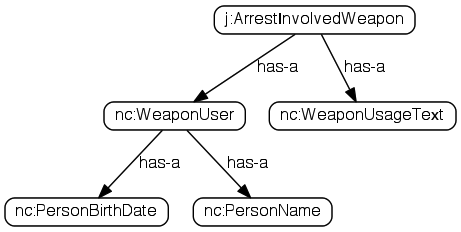 j:ArrestInvolvedWeapon
has-a
has-a
nc:WeaponUser
nc:WeaponUsageText
has-a
has-a
nc:PersonBirthDate
nc:PersonName